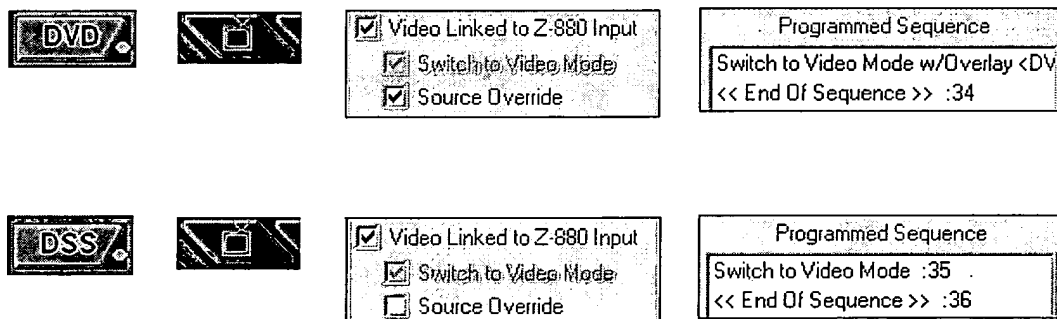 DVD
Video Linked to Z-880 Input
Switch to Video Mode
Source Override
Programmed Sequence
Switch to Video Mode w/Overlay <DV
<< End Of Sequence >> :34
DSS
Video Linked to Z-880 Input
Switch to Video Mode
Source Override
Programmed Sequence
Switch to Video Mode :35
<< End Of Sequence >> :36